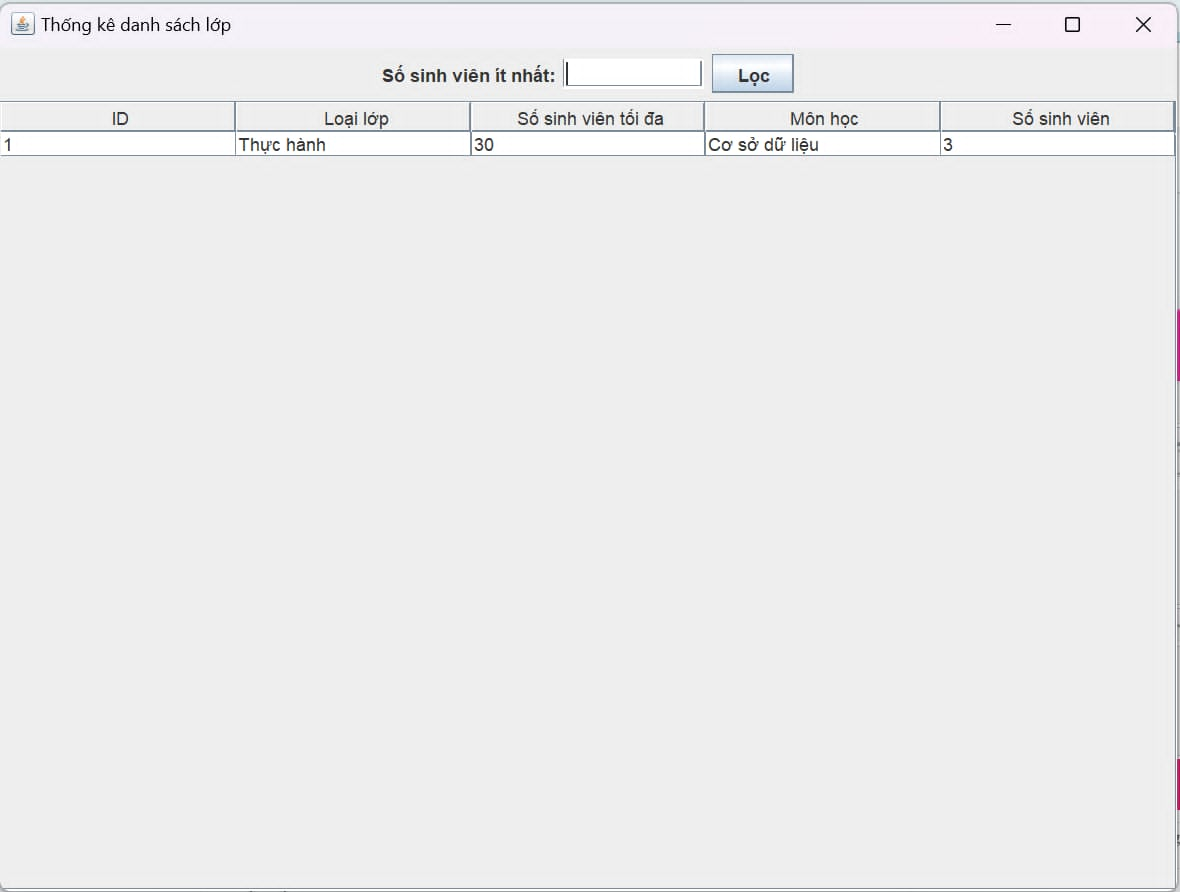 Thống kê danh sách lớp
Số sinh viên ít nhất: Lọc
ID Loại lớp Số sinh viên tối đa Môn học Số sinh viên
1 Thực hành 30 Cơ sở dữ liệu 3